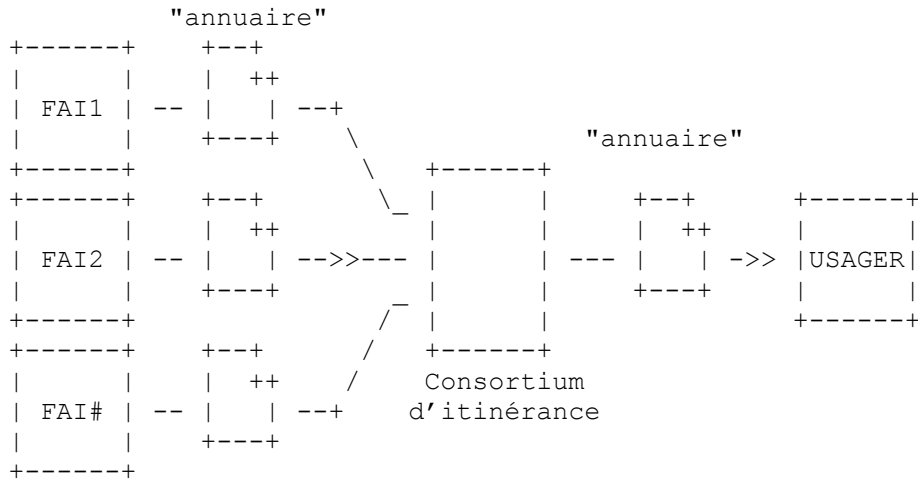 "annuaire"
FAI1
"annuaire"
FAI2
USAGER
FAI#
Consortium
d'itinérance